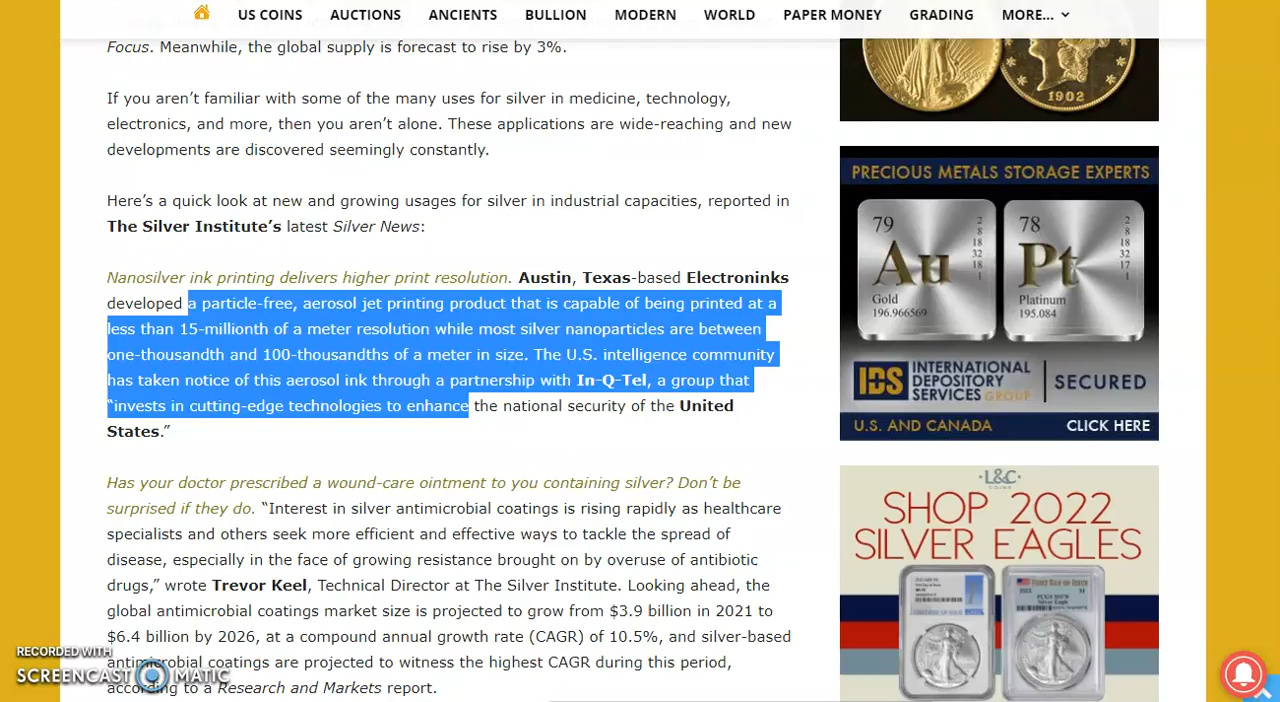 US COINS AUCTIONS ANCIENTS BULLION MODERN WORLD PAPER MONEY GRADING MORE...
Focus. Meanwhile, the global supply is forecast to rise by 3%.
If you aren’t familiar with some of the many uses for silver in medicine, technology,
electronics, and more, then you aren’t alone. These applications are wide-reaching and new
developments are discovered seemingly constantly.
Here’s a quick look at new and growing usages for silver in industrial capacities, reported in
The Silver Institute’s latest Silver News:
Nanosilver ink printing delivers higher print resolution. Austin, Texas-based Electroninks
developed a particle-free, aerosol jet printing product that is capable of being printed at a
less than 15-millionth of a meter resolution while most silver nanoparticles are between
one-thousandth and 100-thousandths of a meter in size. The U.S. intelligence community
has taken notice of this aerosol ink through a partnership with In-Q-Tel, a group that
“invests in cutting-edge technologies to enhance the national security of the United
States.”
Has your doctor prescribed a wound-care ointment to you containing silver? Don’t be
surprised if they do. “Interest in silver antimicrobial coatings is rising rapidly as healthcare
specialists and others seek more efficient and effective ways to tackle the spread of
disease, especially in the face of growing resistance brought on by overuse of antibiotic
drugs,” wrote Trevor Keel, Technical Director at The Silver Institute. Looking ahead, the
global antimicrobial coatings market size is projected to grow from $3.9 billion in 2021 to
$6.4 billion by 2026, at a compound annual growth rate (CAGR) of 10.5%, and silver-based
antimicrobial coatings are projected to witness the highest CAGR during this period,
according to a Research and Markets report.
RECORDED WITH
SCREENCAST MATIC
1902
PRECIOUS METALS STORAGE EXPERTS
79
2
8
18
32
18
1
Au
Gold
196.966569
78
2
8
18
32
17
1
Pt
Platinum
195.084
IDS INTERNATIONAL
DEPOSITORY
SERVICES GROUP
SECURED
U.S. AND CANADA CLICK HERE
L&C
COINS
SHOP 2022
SILVER EAGLES